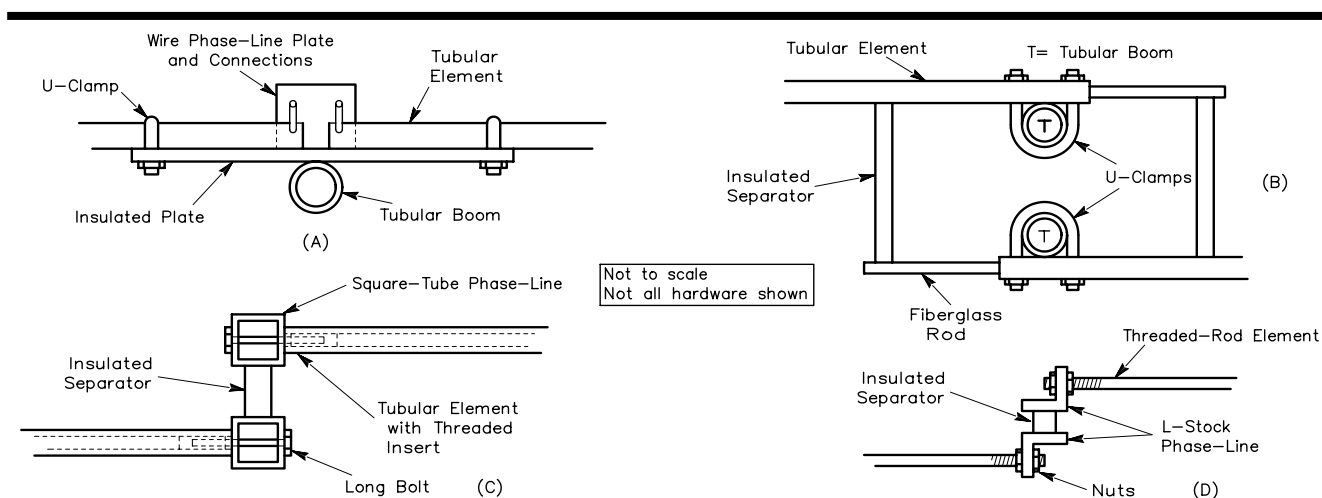 Wire Phase-Line Plate
and Connections
U-Clamp
Tubular
Element
Insulated Plate
Tubular Boom
(A)
Tubular Element
T= Tubular Boom
T
Insulated
Separator
U-Clamps
(B)
T
Fiberglass
Rod
Not to scale
Not all hardware shown
Square-Tube Phase-Line
Insulated
Separator
Tubular Element
with Threaded
Insert
Long Bolt
(C)
Threaded-Rod Element
Insulated
Separator
L-Stock
Phase-Line
Nuts
(D)